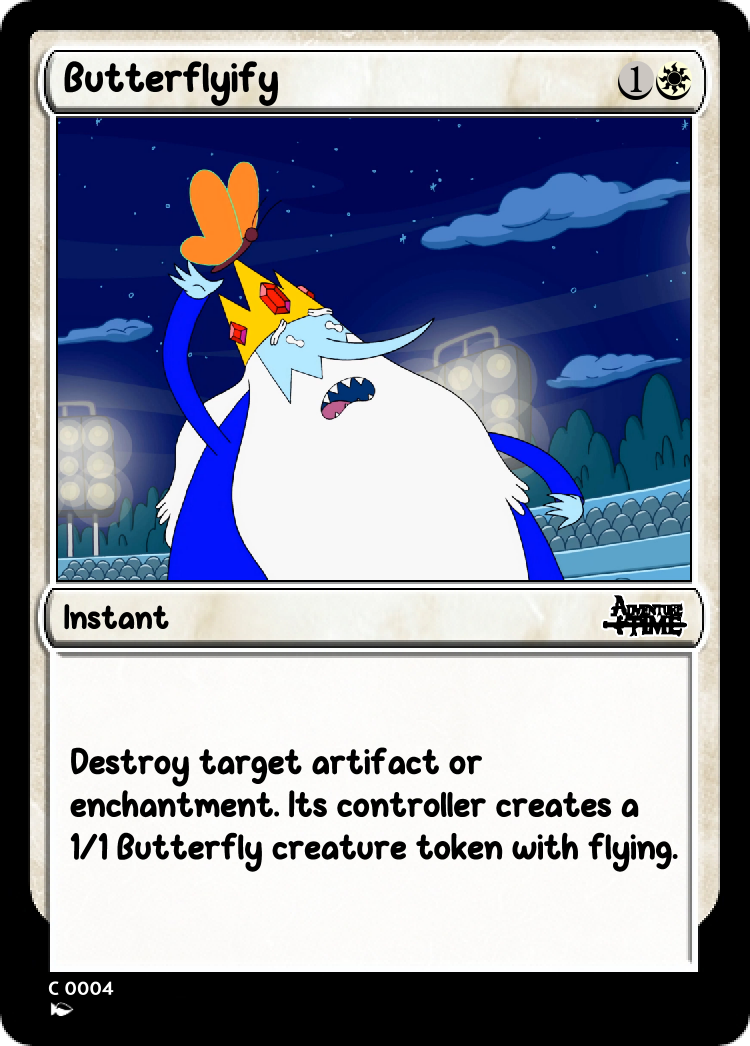 Butterflyify 1
Instant ADVENTURE TIME
Destroy target artifact or
enchantment. Its controller creates a
1/1 Butterfly creature token with flying.
C 0004